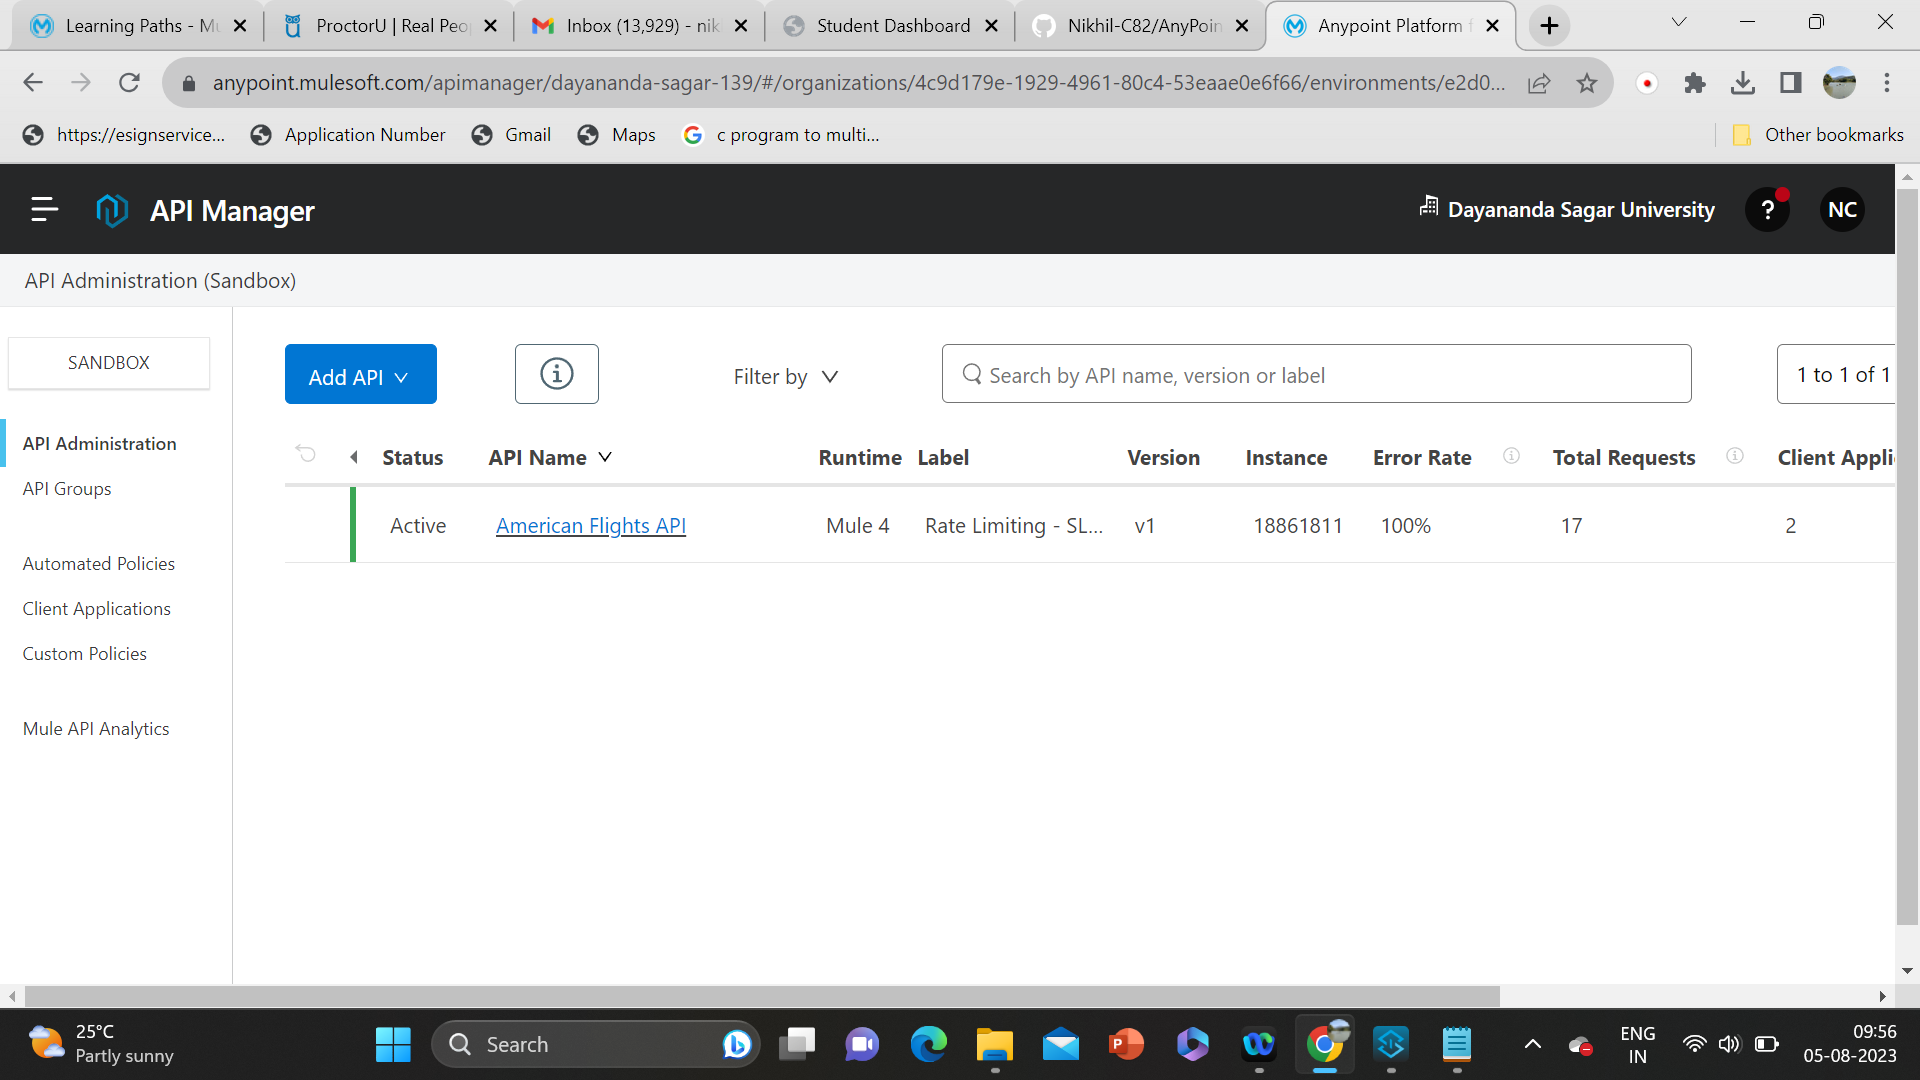 Learning Paths - Mu
ProctorU | Real Peo
Inbox (13,929) - nik
Student Dashboard
Nikhil-C82/AnyPoin
Anypoint Platform f
anypoint.mulesoft.com/apimanager/dayananda-sagar-139/#/organizations/4c9d179e-1929-4961-80c4-53eaae0e6f66/environments/e2d0...
https://esignservice...
Application Number
Gmail
Maps
c program to multi...
Other bookmarks
API Manager
Dayananda Sagar University
?
NC
API Administration (Sandbox)
SANDBOX
API Administration
API Groups
Automated Policies
Client Applications
Custom Policies
Mule API Analytics
Add API
Filter by
Search by API name, version or label
1 to 1 of 1
Status API Name Runtime Label Version Instance Error Rate Total Requests Client Appli
Active American Flights API Mule 4 Rate Limiting - SL... v1 18861811 100% 17 2
25°C
Partly sunny
Search
ENG
IN
09:56
05-08-2023